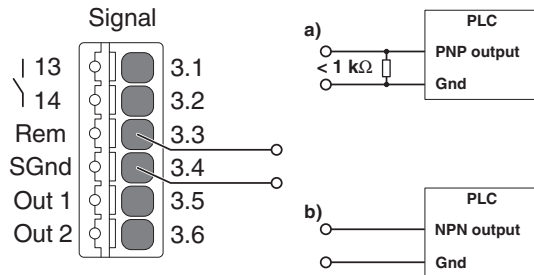 Signal
13 3.1
14 3.2
Rem 3.3
SGnd 3.4
Out 1 3.5
Out 2 3.6
a)
PLC
PNP output
< 1 kΩ
Gnd
b)
PLC
NPN output
Gnd